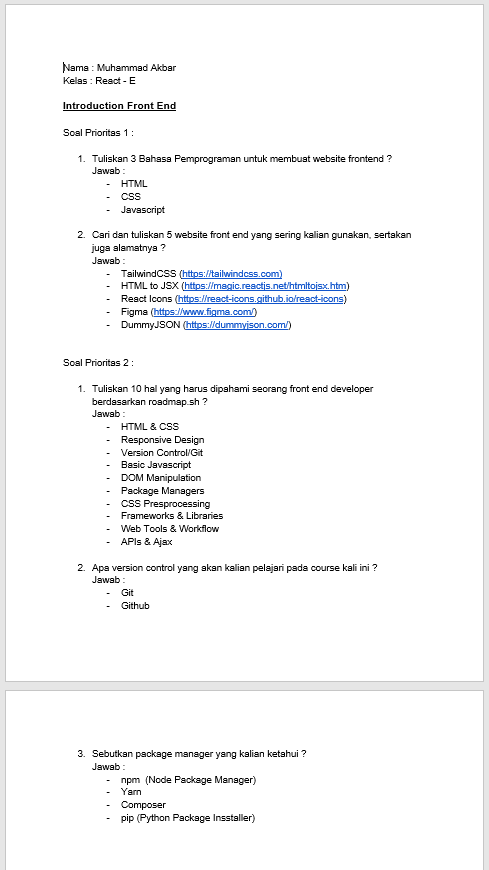 Nama : Muhammad Akbar
Kelas : React - E
Introduction Front End
Soal Prioritas 1 :
1. Tuliskan 3 Bahasa Pemprograman untuk membuat website frontend ?
Jawab :
- HTML
- CSS
- Javascript
2. Cari dan tuliskan 5 website front end yang sering kalian gunakan, sertakan
juga alamatnya ?
Jawab :
- TailwindCSS (https://tailwindcss.com)
- HTML to JSX (https://magic.reactjs.net/htmltojsx.htm)
- React Icons (https://react-icons.github.io/react-icons)
- Figma (https://www.figma.com/)
- DummyJSON (https://dummyjson.com/)
Soal Prioritas 2 :
1. Tuliskan 10 hal yang harus dipahami seorang front end developer
berdasarkan roadmap.sh ?
Jawab :
- HTML & CSS
- Responsive Design
- Version Control/Git
- Basic Javascript
- DOM Manipulation
- Package Managers
- CSS Presprocessing
- Frameworks & Libraries
- Web Tools & Workflow
- APIs & Ajax
2. Apa version control yang akan kalian pelajari pada course kali ini ?
Jawab :
- Git
- Github
3. Sebutkan package manager yang kalian ketahui ?
Jawab :
- npm (Node Package Manager)
- Yarn
- Composer
- pip (Python Package Insstaller)